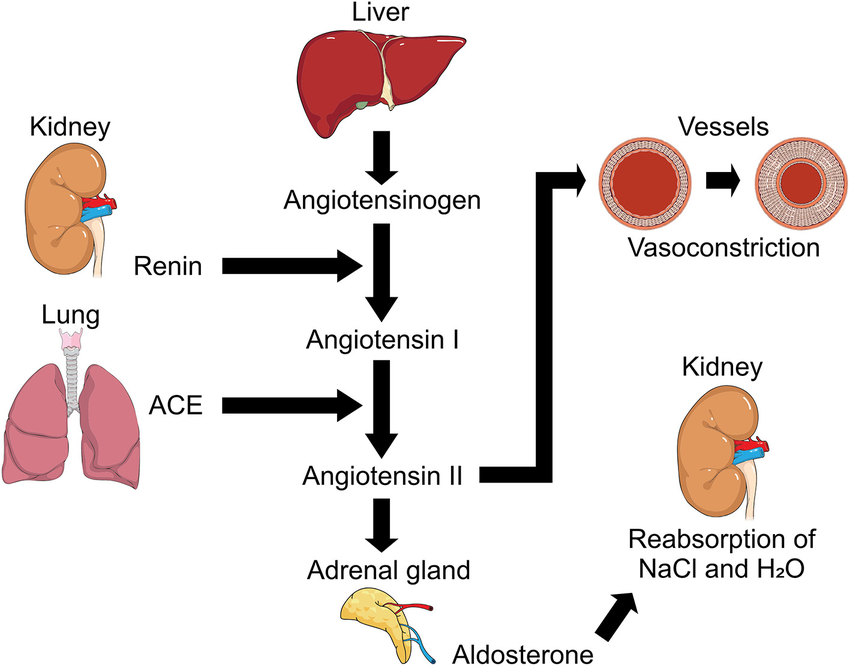 Liver
Kidney
Vessels
Angiotensinogen
Vasoconstriction
Renin
Lung
Angiotensin I
Kidney
ACE
Angiotensin II
Reabsorption of
NaCl and H₂O
Adrenal gland
Aldosterone